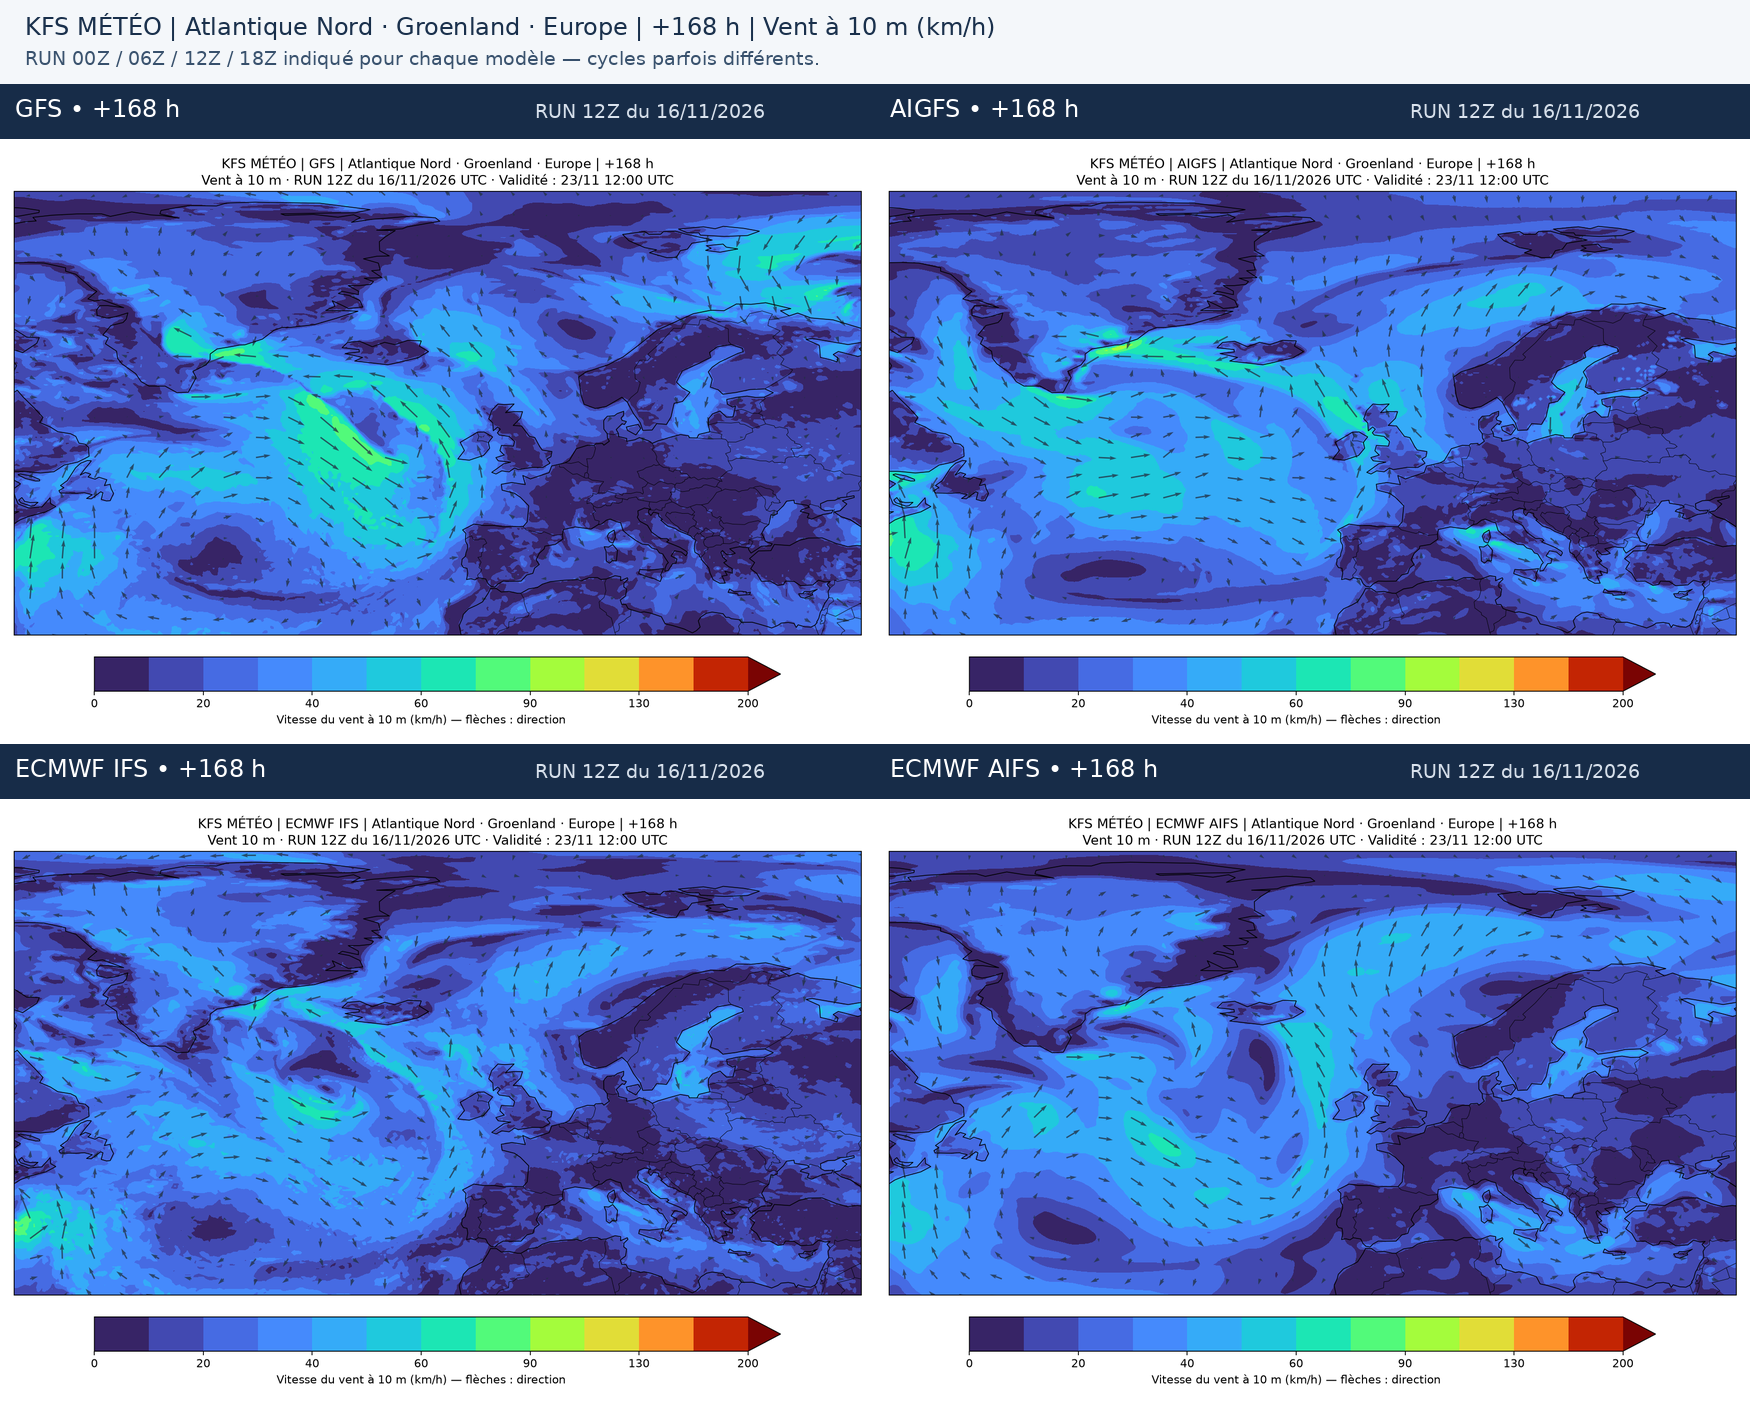 KFS MÉTÉO | Atlantique Nord · Groenland · Europe | +168 h | Vent à 10 m (km/h)
RUN 00Z / 06Z / 12Z / 18Z indiqué pour chaque modèle — cycles parfois différents.
GFS • +168 h
RUN 12Z du 16/11/2026
KFS MÉTÉO | GFS | Atlantique Nord · Groenland · Europe | +168 h
Vent à 10 m · RUN 12Z du 16/11/2026 UTC · Validité : 23/11 12:00 UTC
0 20 40 60 90 130 200
Vitesse du vent à 10 m (km/h) — flèches : direction
AIGFS • +168 h
RUN 12Z du 16/11/2026
KFS MÉTÉO | AIGFS | Atlantique Nord · Groenland · Europe | +168 h
Vent à 10 m · RUN 12Z du 16/11/2026 UTC · Validité : 23/11 12:00 UTC
0 20 40 60 90 130 200
Vitesse du vent à 10 m (km/h) — flèches : direction
ECMWF IFS • +168 h
RUN 12Z du 16/11/2026
KFS MÉTÉO | ECMWF IFS | Atlantique Nord · Groenland · Europe | +168 h
Vent 10 m · RUN 12Z du 16/11/2026 UTC · Validité : 23/11 12:00 UTC
0 20 40 60 90 130 200
Vitesse du vent à 10 m (km/h) — flèches : direction
ECMWF AIFS • +168 h
RUN 12Z du 16/11/2026
KFS MÉTÉO | ECMWF AIFS | Atlantique Nord · Groenland · Europe | +168 h
Vent 10 m · RUN 12Z du 16/11/2026 UTC · Validité : 23/11 12:00 UTC
0 20 40 60 90 130 200
Vitesse du vent à 10 m (km/h) — flèches : direction